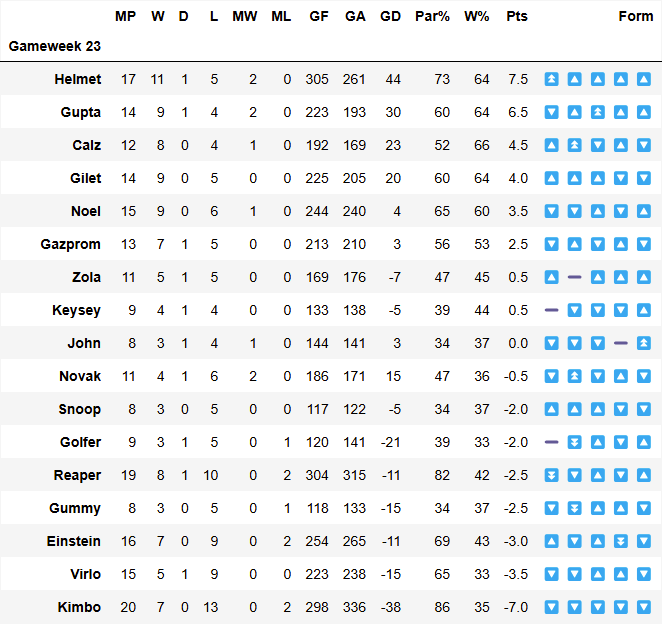 MP W D L MW ML GF GA GD Par% W% Pts Form
Gameweek 23
Helmet 17 11 1 5 2 0 305 261 44 73 64 7.5
Gupta 14 9 1 4 2 0 223 193 30 60 64 6.5
Calz 12 8 0 4 1 0 192 169 23 52 66 4.5
Gilet 14 9 0 5 0 0 225 205 20 60 64 4.0
Noel 15 9 0 6 1 0 244 240 4 65 60 3.5
Gazprom 13 7 1 5 0 0 213 210 3 56 53 2.5
Zola 11 5 1 5 0 0 169 176 -7 47 45 0.5
Keysey 9 4 1 4 0 0 133 138 -5 39 44 0.5
John 8 3 1 4 1 0 144 141 3 34 37 0.0
Novak 11 4 1 6 2 0 186 171 15 47 36 -0.5
Snoop 8 3 0 5 0 0 117 122 -5 34 37 -2.0
Golfer 9 3 1 5 0 1 120 141 -21 39 33 -2.0
Reaper 19 8 1 10 0 2 304 315 -11 82 42 -2.5
Gummy 8 3 0 5 0 1 118 133 -15 34 37 -2.5
Einstein 16 7 0 9 0 2 254 265 -11 69 43 -3.0
Virlo 15 5 1 9 0 0 223 238 -15 65 33 -3.5
Kimbo 20 7 0 13 0 2 298 336 -38 86 35 -7.0